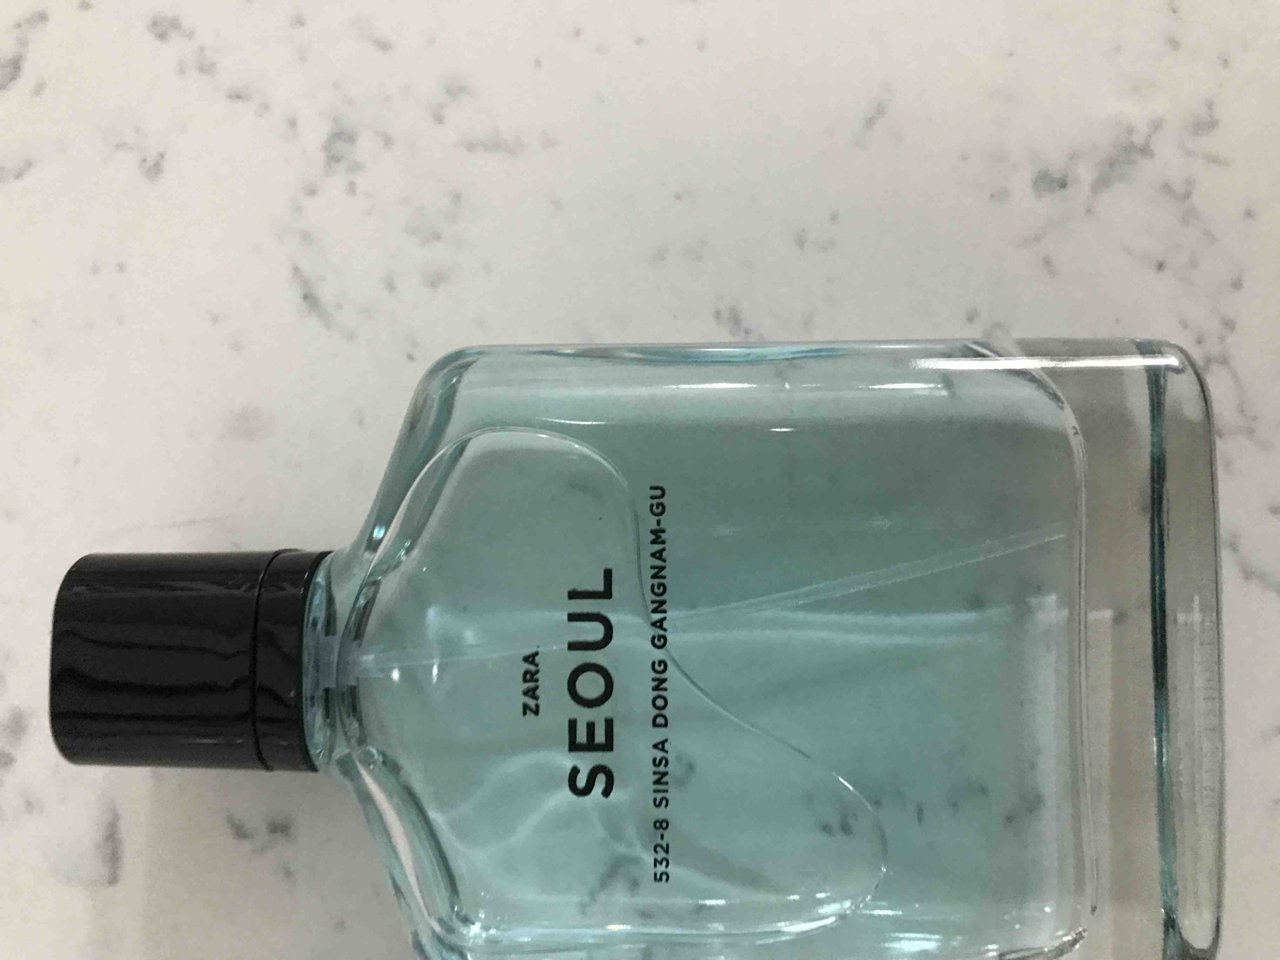 ZARA
SEOUL
532-8 SINSA DONG GANGNAM-GU